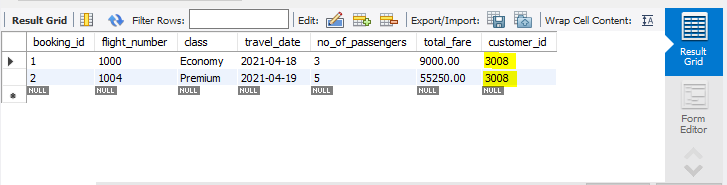 Result Grid Filter Rows: Edit: Export/Import: Wrap Cell Content: IA
booking_id flight_number class travel_date no_of_passengers total_fare customer_id
1 1000 Economy 2021-04-18 3 9000.00 3008
2 1004 Premium 2021-04-19 5 55250.00 3008
NULL NULL NULL NULL NULL NULL NULL
Result
Grid
Form
Editor